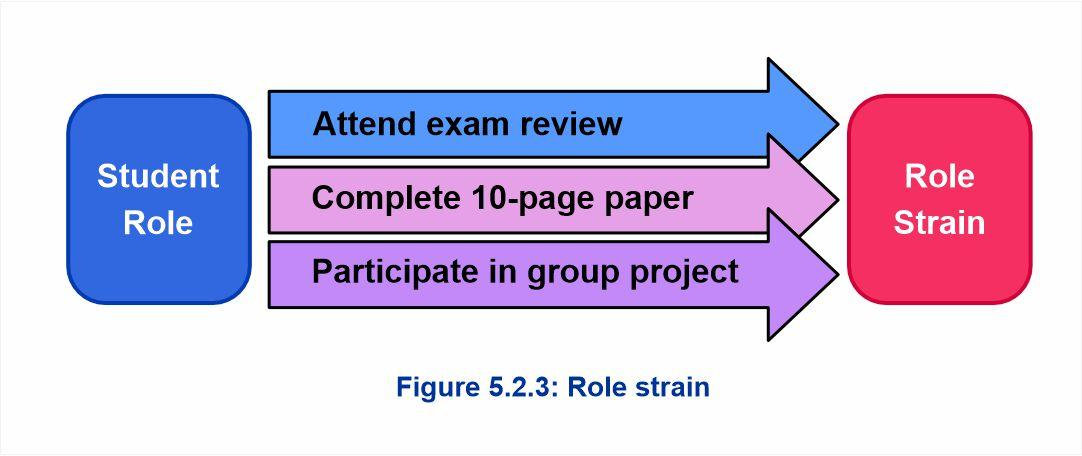 Student
Role
Attend exam review
Complete 10-page paper
Participate in group project
Role
Strain
Figure 5.2.3: Role strain